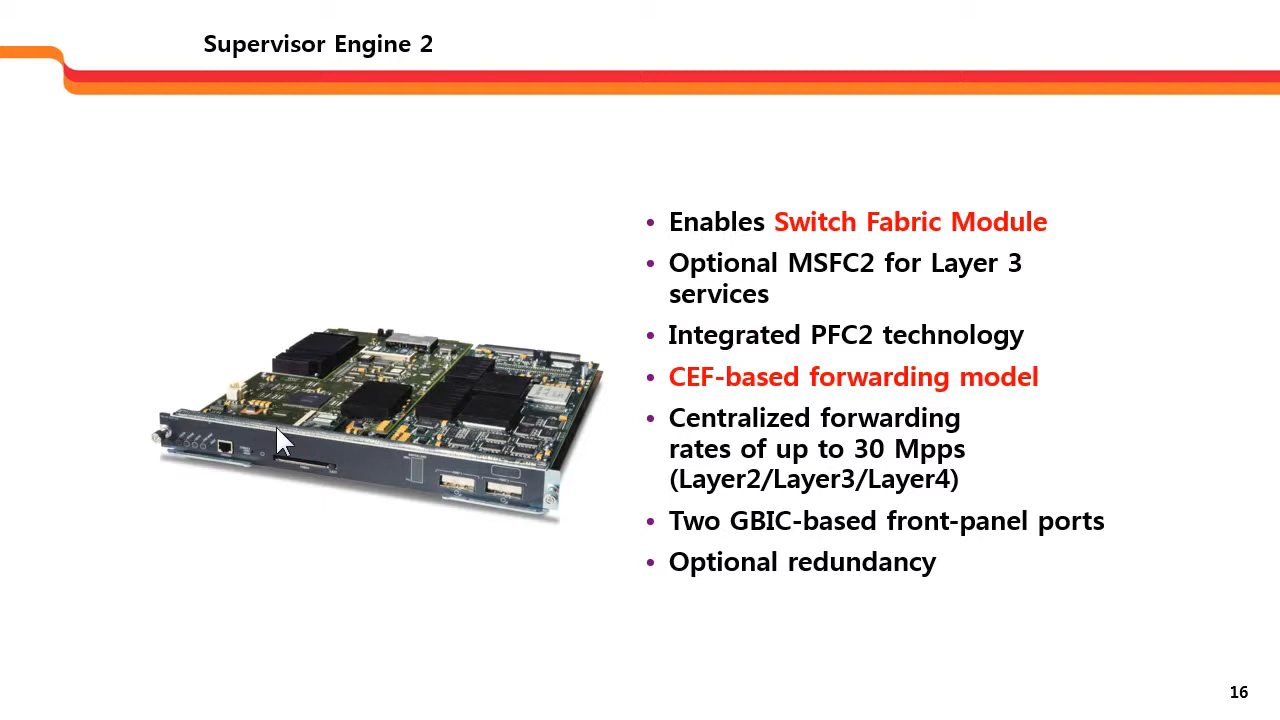 Supervisor Engine 2
• Enables Switch Fabric Module
• Optional MSFC2 for Layer 3
services
• Integrated PFC2 technology
• CEF-based forwarding model
• Centralized forwarding
rates of up to 30 Mpps
(Layer2/Layer3/Layer4)
• Two GBIC-based front-panel ports
• Optional redundancy
16